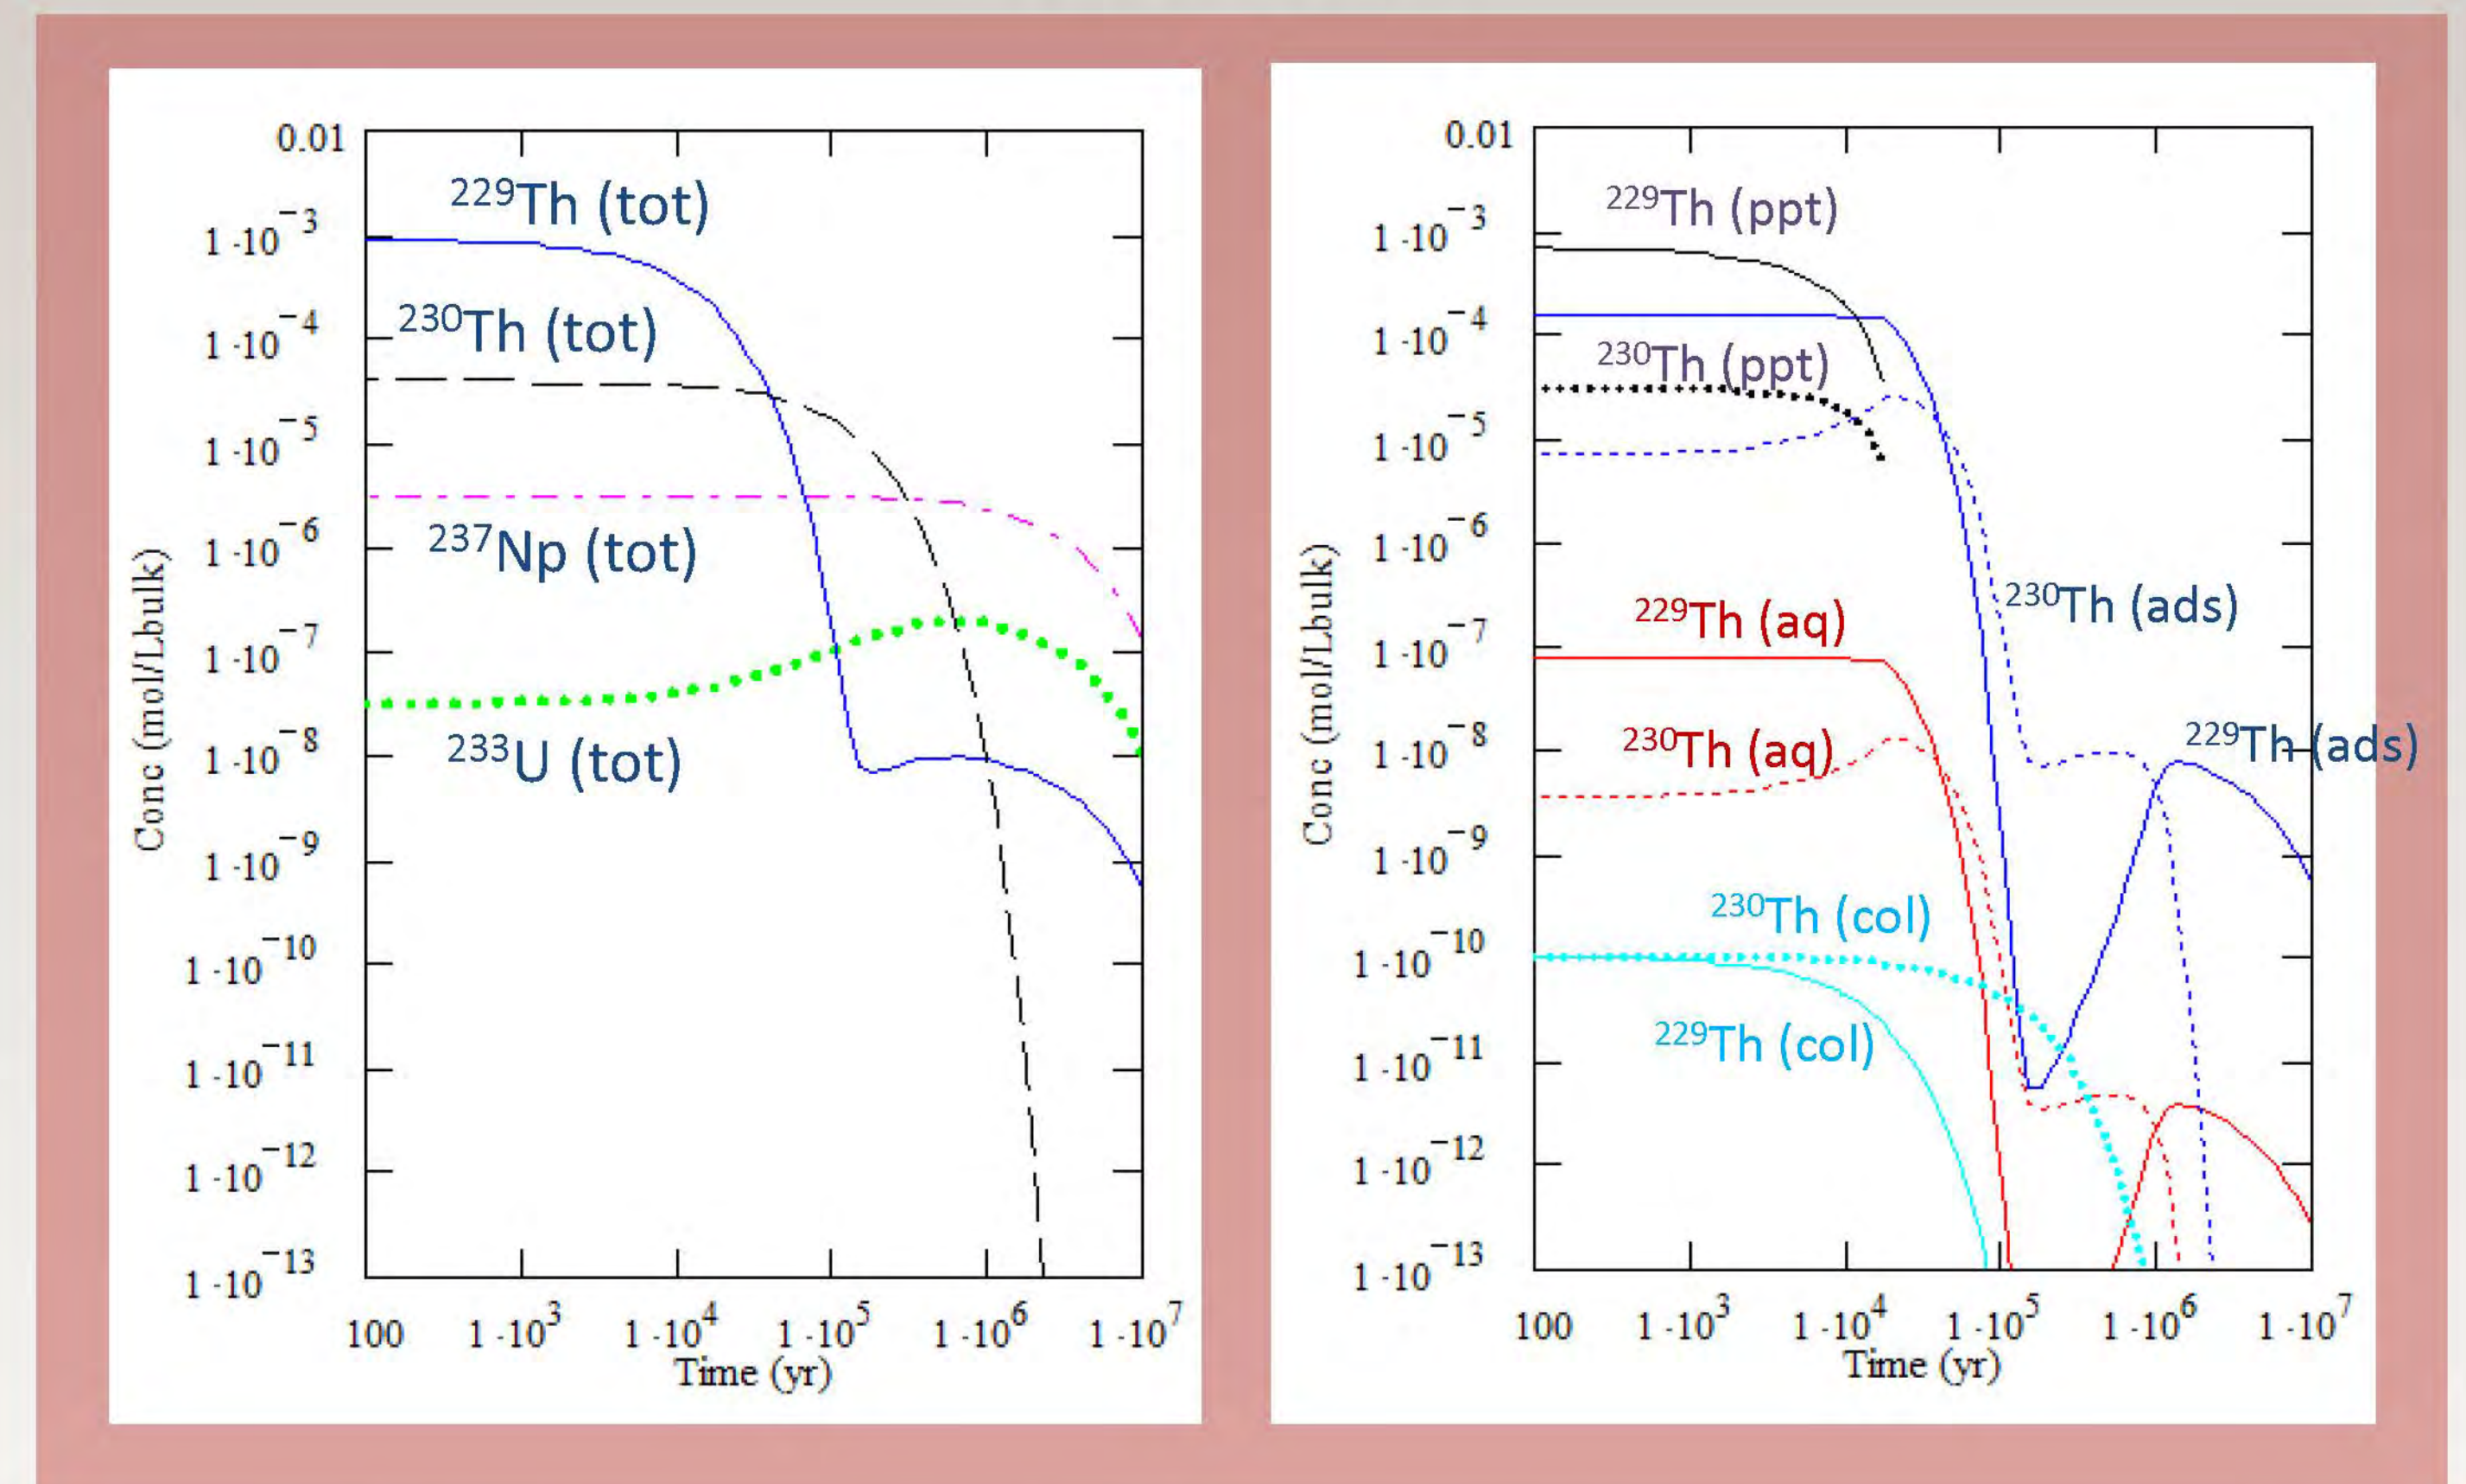 0.01
²²⁹Th (tot)
1·10⁻³
²³⁰Th (tot)
1·10⁻⁴
1·10⁻⁵
²³⁷Np (tot)
1·10⁻⁶
1·10⁻⁷
²³³U (tot)
1·10⁻⁸
1·10⁻⁹
1·10⁻¹⁰
1·10⁻¹¹
1·10⁻¹²
1·10⁻¹³
Conc (mol/Lbulk)
100 1·10³ 1·10⁴ 1·10⁵ 1·10⁶ 1·10⁷
Time (yr)
0.01
²²⁹Th (ppt)
1·10⁻³
1·10⁻⁴
²³⁰Th (ppt)
1·10⁻⁵
1·10⁻⁶
²³⁰Th (ads)
²²⁹Th (aq)
1·10⁻⁷
²³⁰Th (aq)
²²⁹Th (ads)
1·10⁻⁸
1·10⁻⁹
²³⁰Th (col)
1·10⁻¹⁰
²²⁹Th (col)
1·10⁻¹¹
1·10⁻¹²
1·10⁻¹³
Conc (mol/Lbulk)
100 1·10³ 1·10⁴ 1·10⁵ 1·10⁶ 1·10⁷
Time (yr)